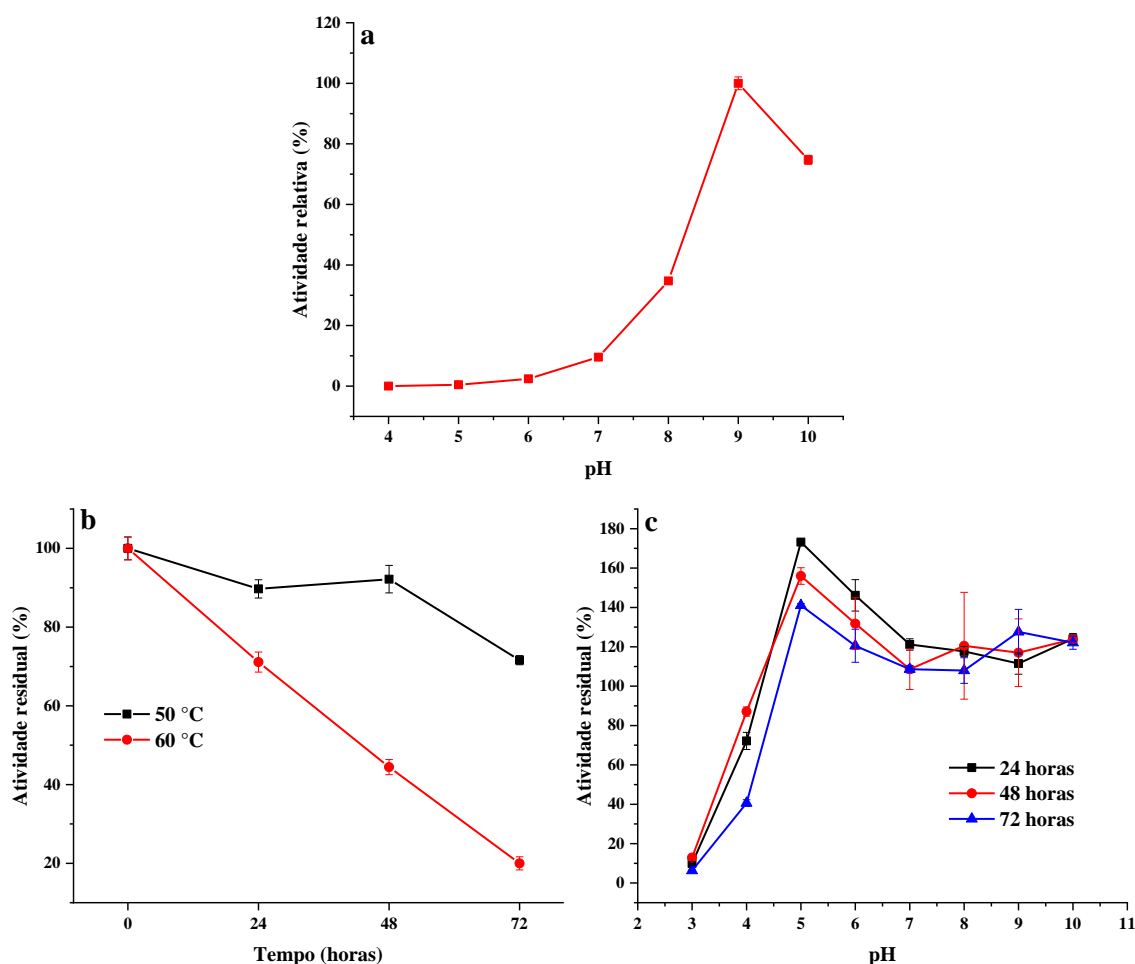 a
Atividade relativa (%)
120
100
80
60
40
20
0
4 5 6 7 8 9 10
pH
b
Atividade residual (%)
100
80
60
40
20
50 °C
60 °C
0 24 48 72
Tempo (horas)
c
Atividade residual (%)
180
160
140
120
100
80
60
40
20
0
24 horas
48 horas
72 horas
2 3 4 5 6 7 8 9 10 11
pH